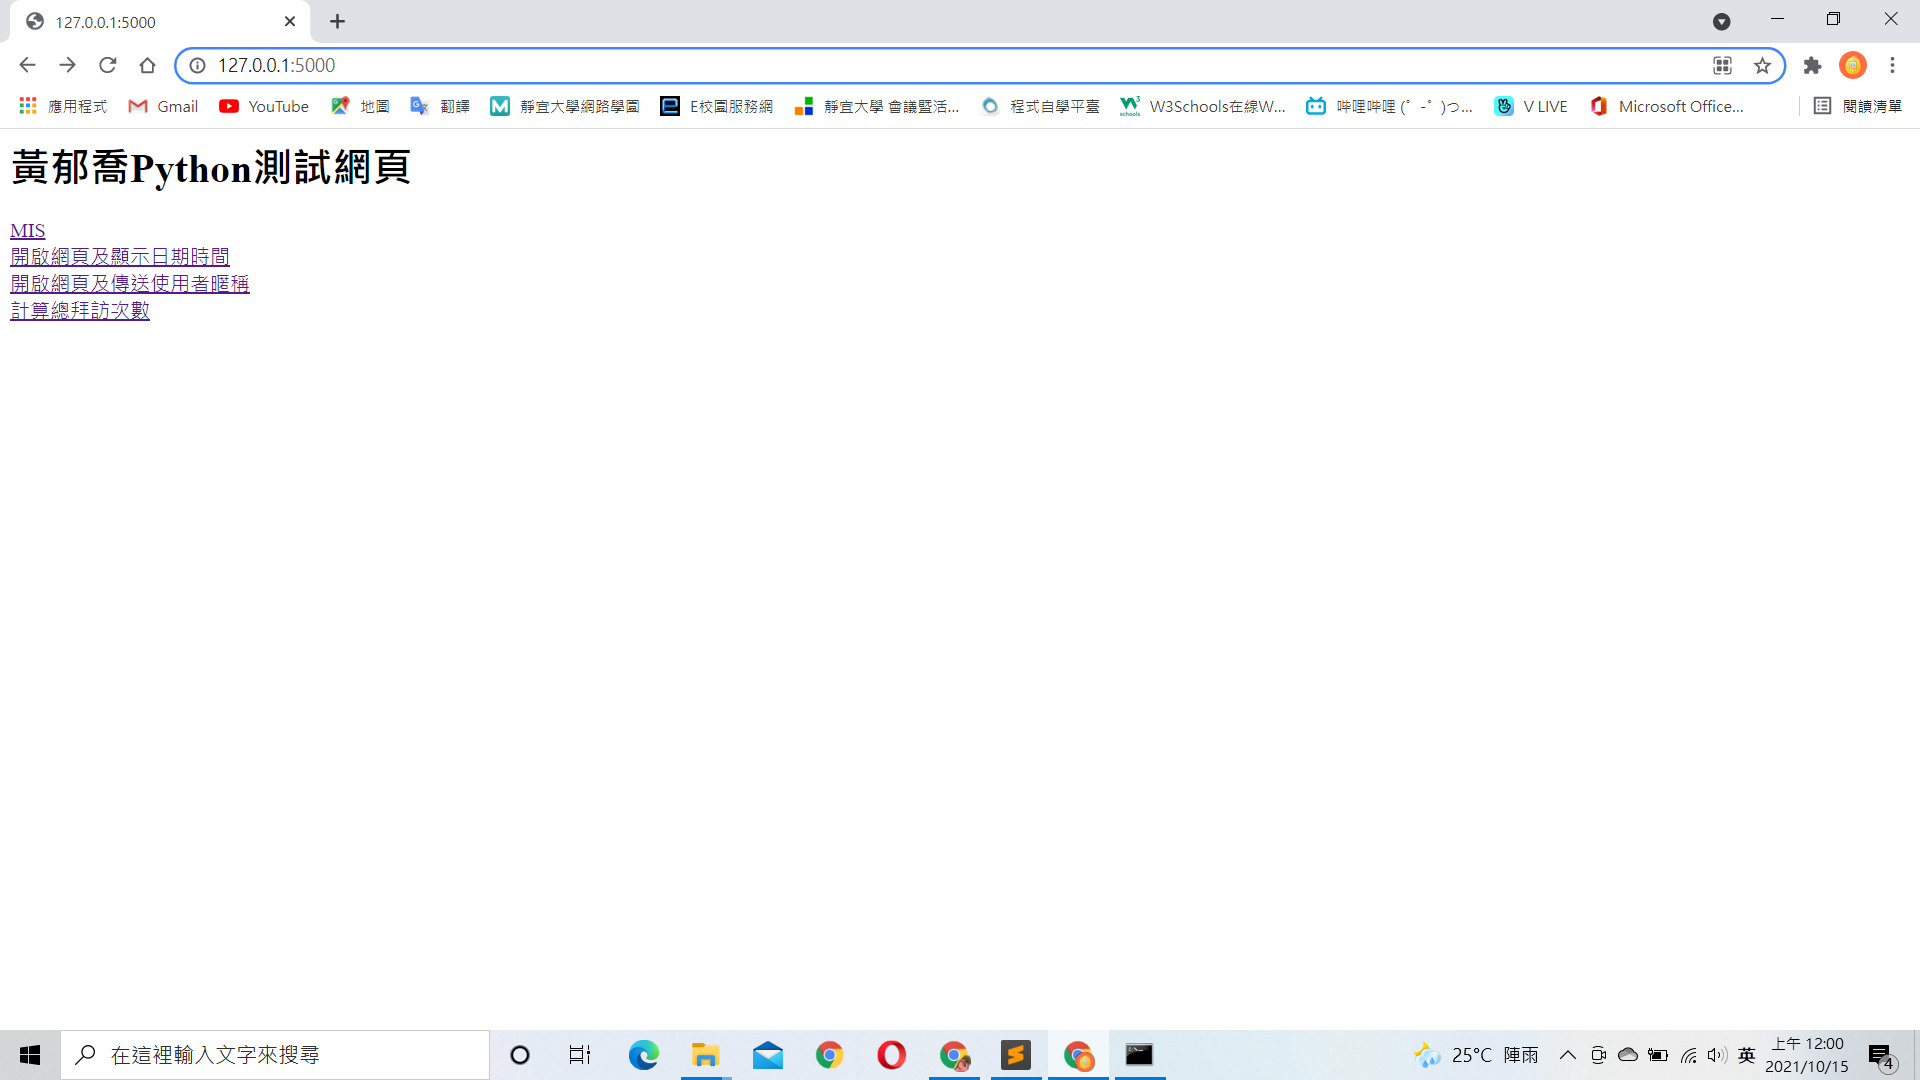 127.0.0.1:5000
127.0.0.1:5000
應用程式 Gmail YouTube 地圖 翻譯 靜宜大學網路學園 E校園服務網 靜宜大學 會議暨活... 程式自學平臺 W3Schools在線W... 嗶哩嗶哩 (゜-゜)つ... V LIVE Microsoft Office... 閱讀清單
黃郁喬Python測試網頁
MIS
開啟網頁及顯示日期時間
開啟網頁及傳送使用者暱稱
計算總拜訪次數
在這裡輸入文字來搜尋
25°C 陣雨
英
上午 12:00
2021/10/15
4